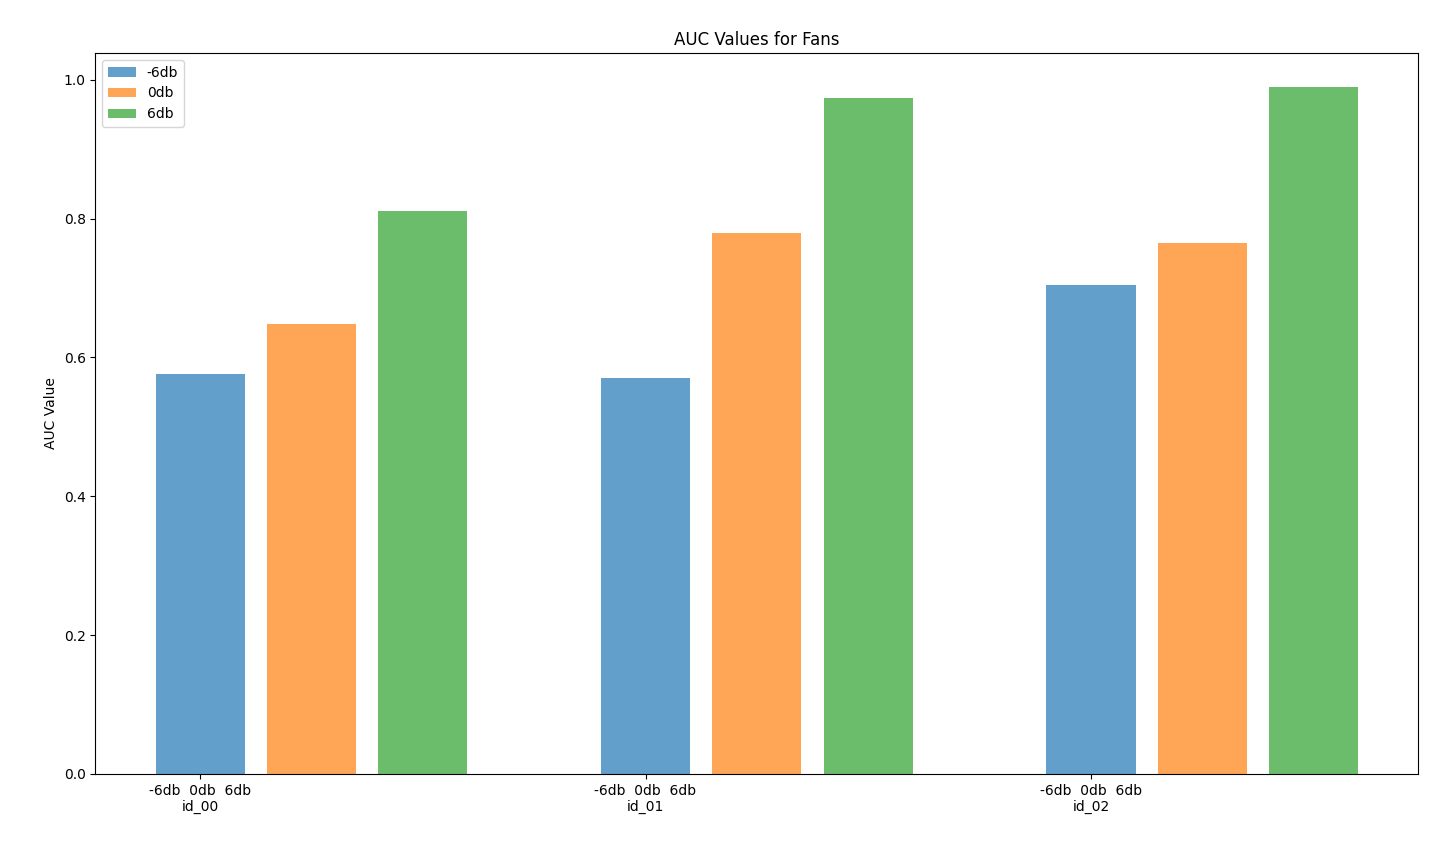 AUC Values for Fans
-6db
0db
6db
1.0
0.8
0.6
0.4
0.2
0.0
AUC Value
-6db 0db 6db
id_00
-6db 0db 6db
id_01
-6db 0db 6db
id_02